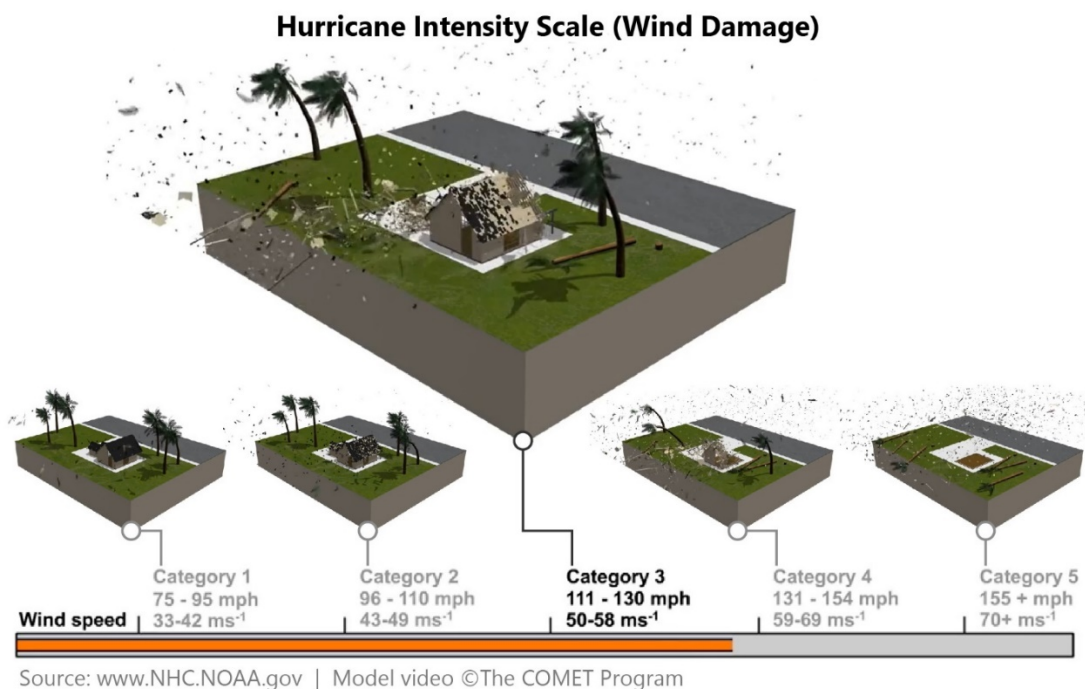 Hurricane Intensity Scale (Wind Damage)
Category 1
75 - 95 mph
33-42 ms⁻¹
Category 2
96 - 110 mph
43-49 ms⁻¹
Category 3
111 - 130 mph
50-58 ms⁻¹
Category 4
131 - 154 mph
59-69 ms⁻¹
Category 5
155 + mph
70+ ms⁻¹
Wind speed
Source: www.NHC.NOAA.gov | Model video ©The COMET Program